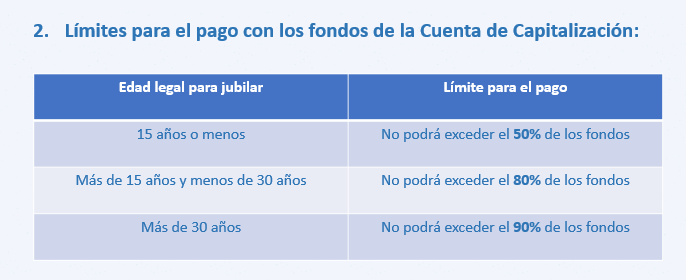 2. Límites para el pago con los fondos de la Cuenta de Capitalización:
Edad legal para jubilar Límite para el pago
15 años o menos No podrá exceder el 50% de los fondos
Más de 15 años y menos de 30 años No podrá exceder el 80% de los fondos
Más de 30 años No podrá exceder el 90% de los fondos